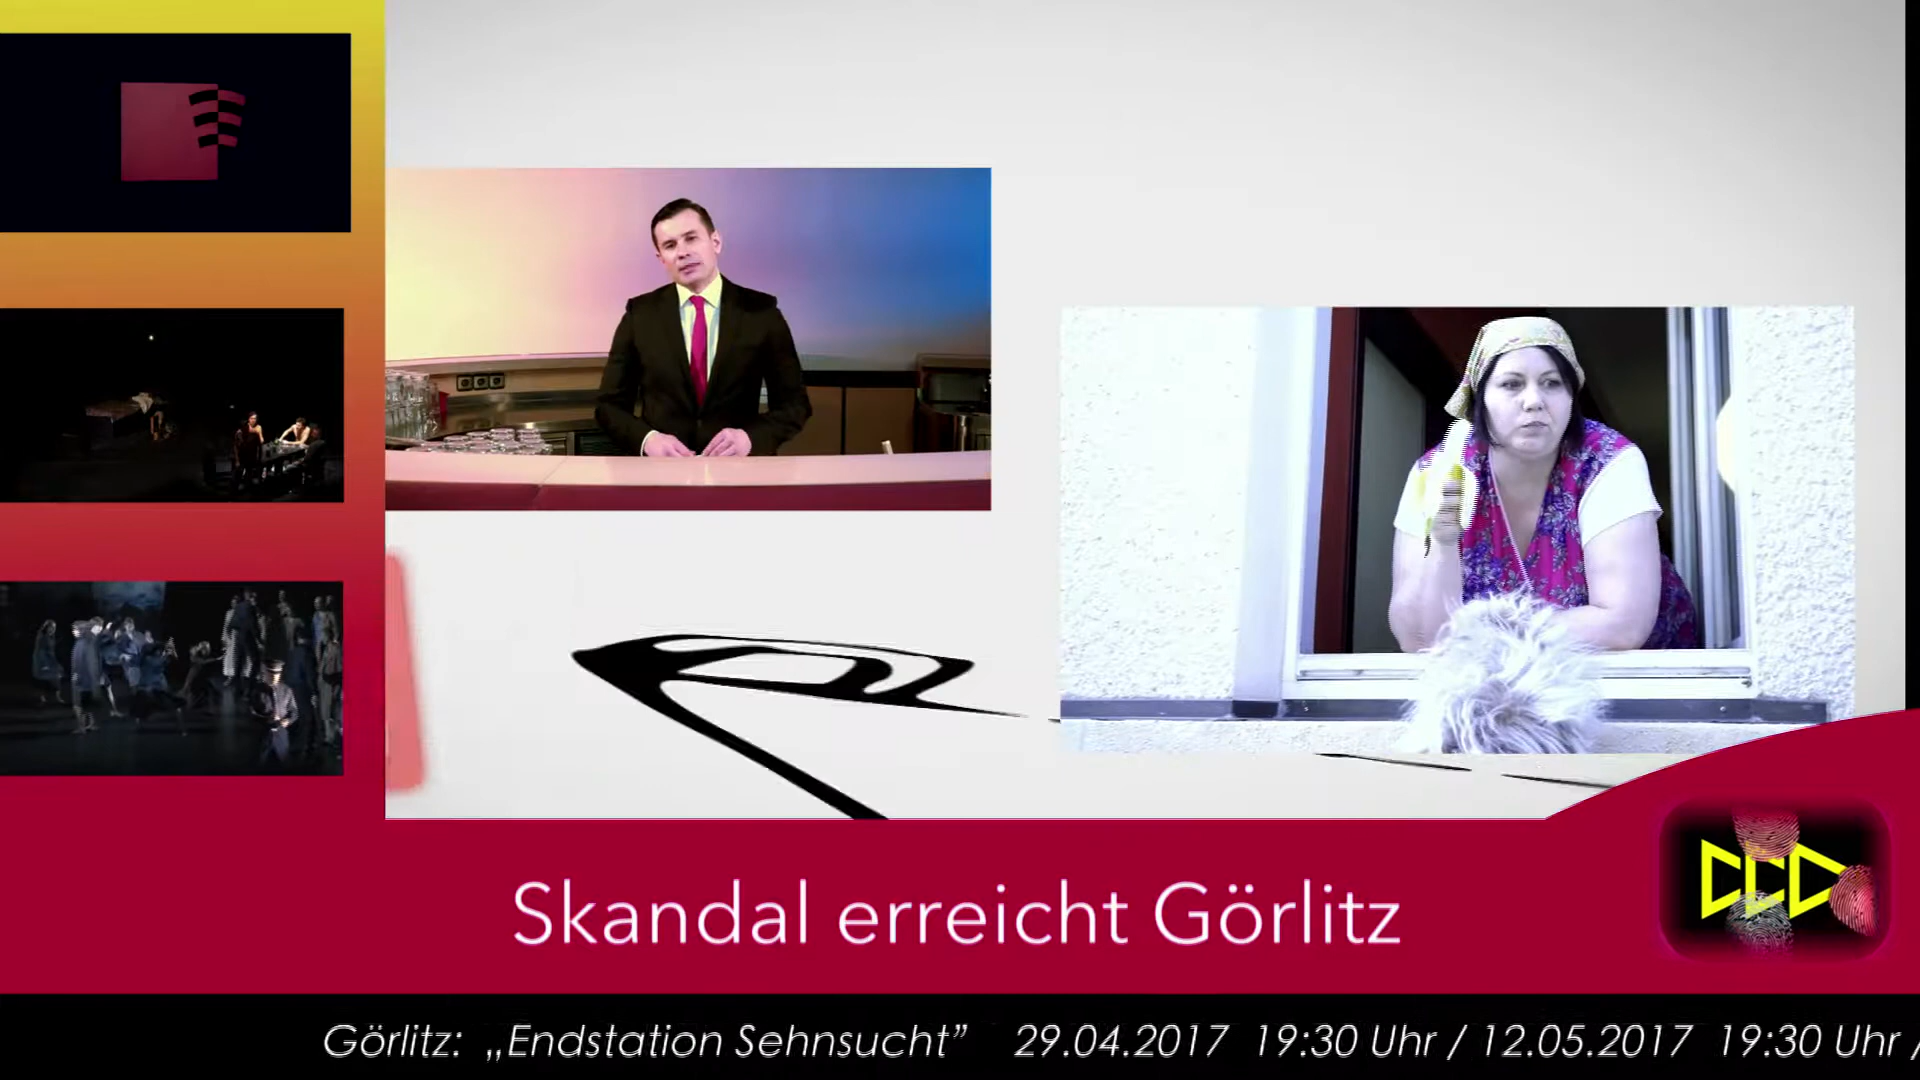 Skandal erreicht Görlitz
Görlitz: „Endstation Sehnsucht” 29.04.2017 19:30 Uhr / 12.05.2017 19:30 Uhr /